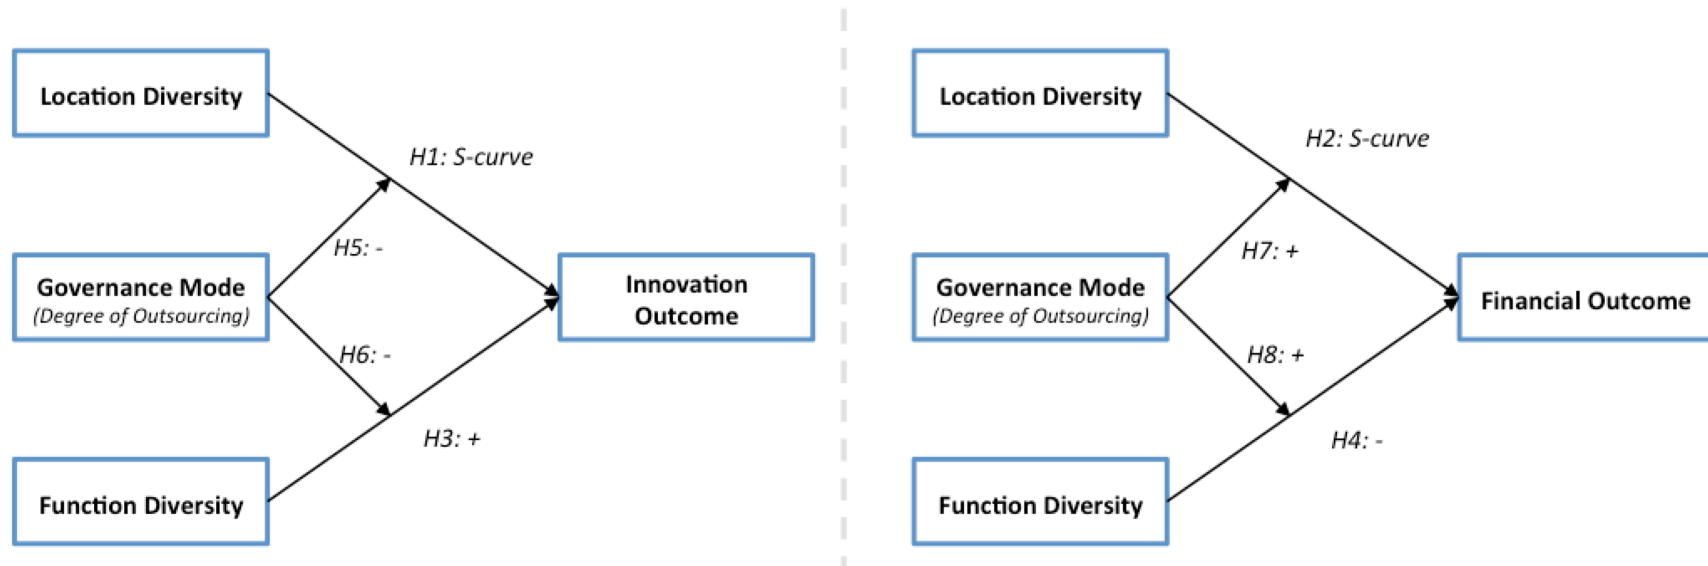 Location Diversity
H1: S-curve
H5: -
Governance Mode
(Degree of Outsourcing)
Innovation
Outcome
H6: -
H3: +
Function Diversity
Location Diversity
H2: S-curve
H7: +
Governance Mode
(Degree of Outsourcing)
Financial Outcome
H8: +
H4: -
Function Diversity